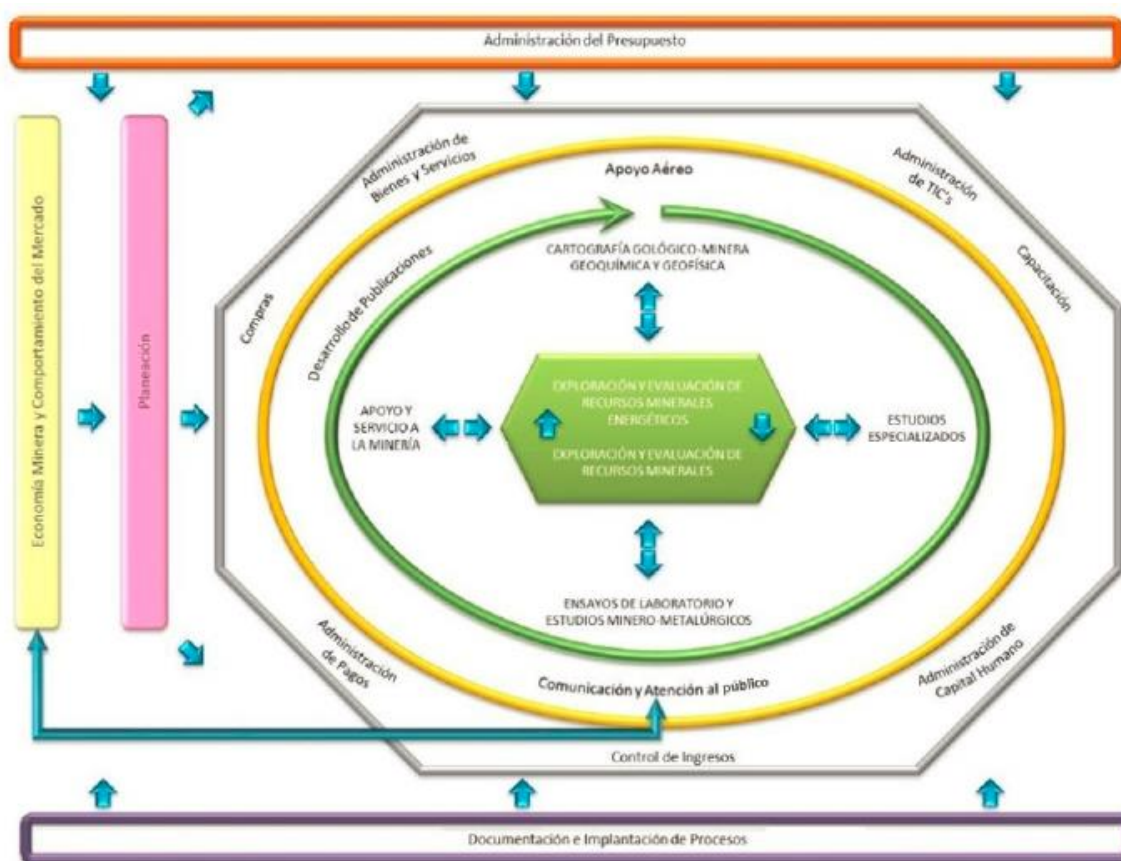 Administración del Presupuesto
Economía Minera y Comportamiento del Mercado
Planeación
Administración de
Bienes y Servicios
Apoyo Aéreo
Administración
de TIC's
Capacitación
Compras
Desarrollo de Publicaciones
CARTOGRAFÍA GOLÓGICO-MINERA
GEOQUÍMICA Y GEOFÍSICA
EXPLORACIÓN Y EVALUACIÓN DE
RECURSOS MINERALES
ENERGÉTICOS
EXPLORACIÓN Y EVALUACIÓN DE
RECURSOS MINERALES
APOYO Y
SERVICIO A
LA MINERÍA
ESTUDIOS
ESPECIALIZADOS
ENSAYOS DE LABORATORIO Y
ESTUDIOS MINERO-METALÚRGICOS
Administración
de Pagos
Comunicación y Atención al público
Administración de
Capital Humano
Control de Ingresos
Documentación e Implantación de Procesos